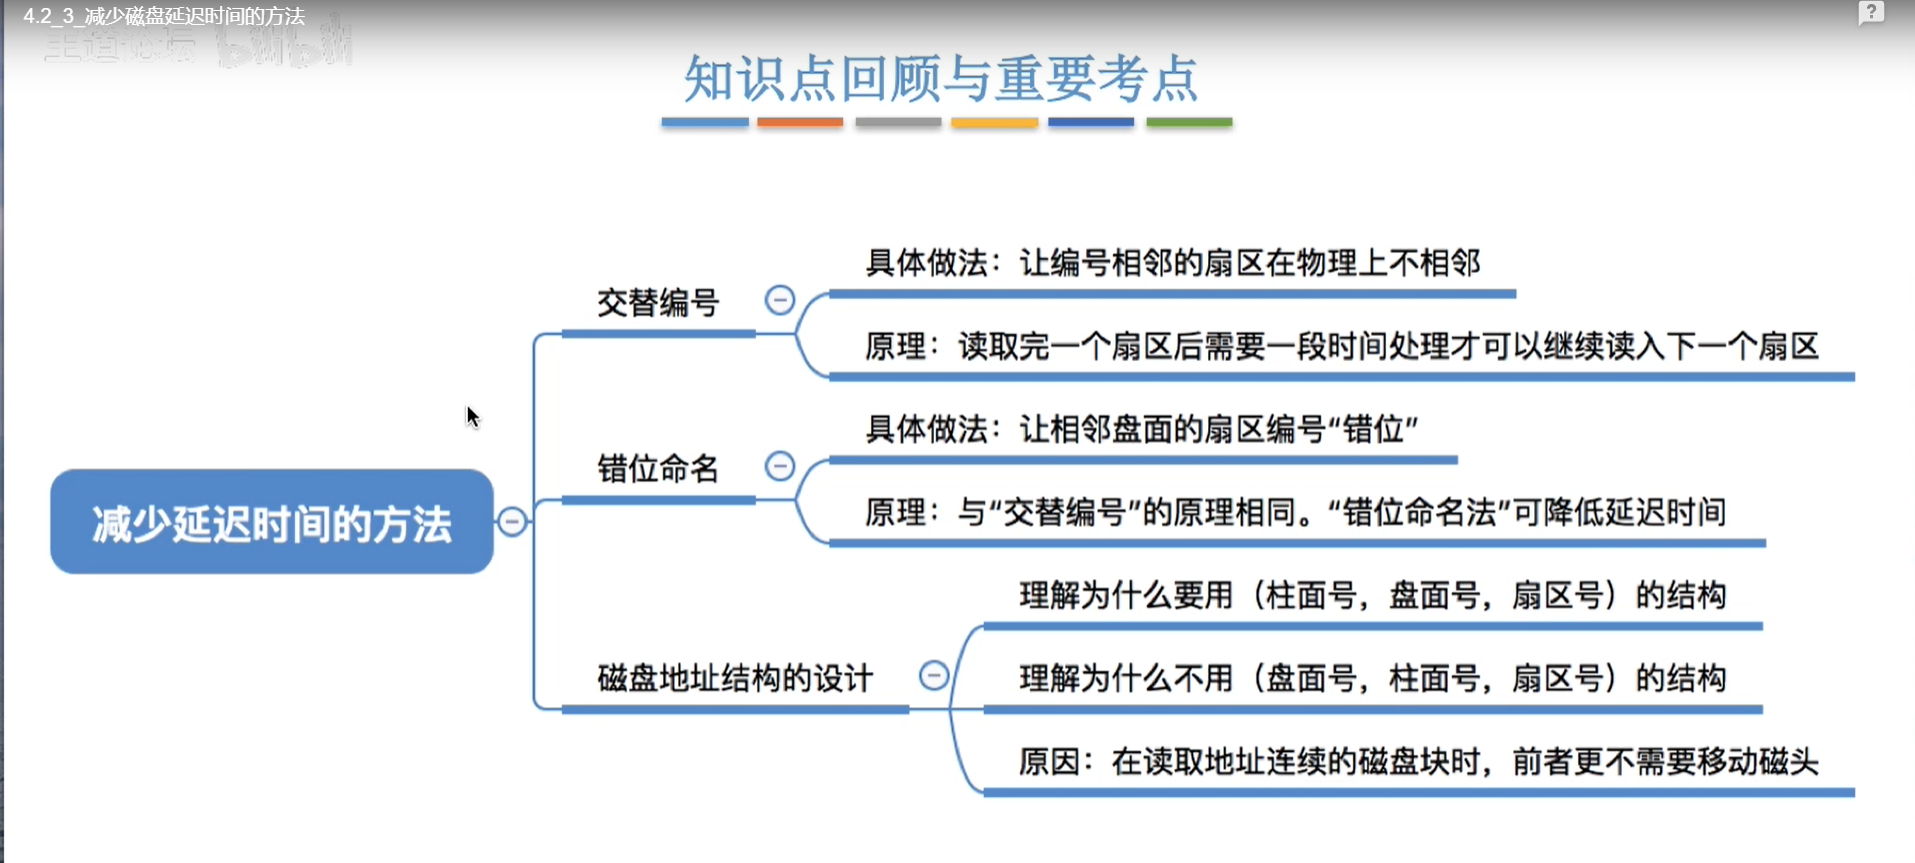 4.2_3_减少磁盘延迟时间的方法
王道论坛 bilibili
?
知识点回顾与重要考点
具体做法：让编号相邻的扇区在物理上不相邻
交替编号
原理：读取完一个扇区后需要一段时间处理才可以继续读入下一个扇区
具体做法：让相邻盘面的扇区编号“错位”
错位命名
原理：与“交替编号”的原理相同。“错位命名法”可降低延迟时间
减少延迟时间的方法
理解为什么要用（柱面号，盘面号，扇区号）的结构
磁盘地址结构的设计
理解为什么不用（盘面号，柱面号，扇区号）的结构
原因：在读取地址连续的磁盘块时，前者更不需要移动磁头